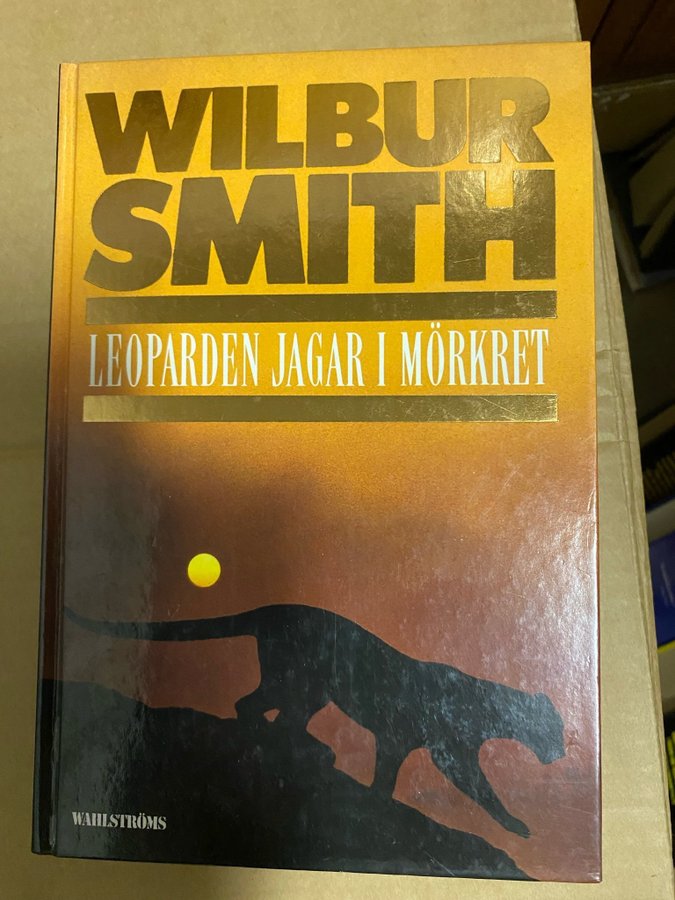 WILBUR
SMITH
LEOPARDEN JAGAR I MÖRKRET
WAHLSTRÖMS